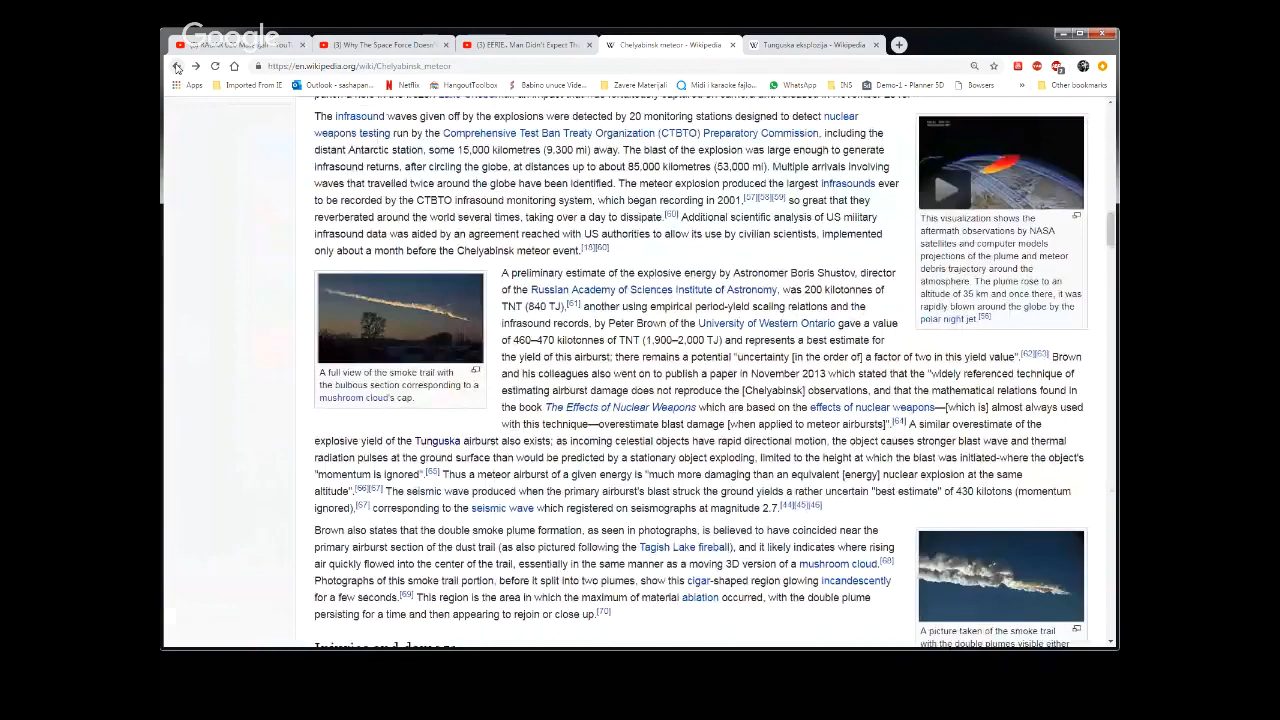 Google
(3) Why The Space Force Doesn'
(3) EERIE, Man Didn't Expect The
Chelyabinsk meteor - Wikipedia
Tunguska eksplozija - Wikipedia
https://en.wikipedia.org/wiki/Chelyabinsk_meteor
Apps
Imported From IE
Outlook - sashapan...
Netflix
HangoutToolbox
Babino unuce Vide...
Zavere Materijali
Midi i karaoke fajlo...
WhatsApp
INS
Demo-1 - Planner 5D
Bowsers
»
Other bookmarks
The infrasound waves given off by the explosions were detected by 20 monitoring stations designed to detect nuclear
weapons testing run by the Comprehensive Test Ban Treaty Organization (CTBTO) Preparatory Commission, including the
distant Antarctic station, some 15,000 kilometres (9,300 mi) away. The blast of the explosion was large enough to generate
infrasound returns, after circling the globe, at distances up to about 85,000 kilometres (53,000 mi). Multiple arrivals involving
waves that travelled twice around the globe have been identified. The meteor explosion produced the largest infrasounds ever
to be recorded by the CTBTO infrasound monitoring system, which began recording in 2001,[57][58][59] so great that they
reverberated around the world several times, taking over a day to dissipate.[60] Additional scientific analysis of US military
infrasound data was aided by an agreement reached with US authorities to allow its use by civilian scientists, implemented
only about a month before the Chelyabinsk meteor event.[18][60]
This visualization shows the
aftermath observations by NASA
satellites and computer models
projections of the plume and meteor
debris trajectory around the
atmosphere. The plume rose to an
altitude of 35 km and once there, it was
rapidly blown around the globe by the
polar night jet.[56]
A full view of the smoke trail with
the bulbous section corresponding to a
mushroom cloud's cap.
A preliminary estimate of the explosive energy by Astronomer Boris Shustov, director
of the Russian Academy of Sciences Institute of Astronomy, was 200 kilotonnes of
TNT (840 TJ),[61] another using empirical period-yield scaling relations and the
infrasound records, by Peter Brown of the University of Western Ontario gave a value
of 460–470 kilotonnes of TNT (1,900–2,000 TJ) and represents a best estimate for
the yield of this airburst; there remains a potential "uncertainty [in the order of] a factor of two in this yield value".[62][63] Brown
and his colleagues also went on to publish a paper in November 2013 which stated that the "widely referenced technique of
estimating airburst damage does not reproduce the [Chelyabinsk] observations, and that the mathematical relations found in
the book The Effects of Nuclear Weapons which are based on the effects of nuclear weapons—[which is] almost always used
with this technique—overestimate blast damage [when applied to meteor airbursts]".[64] A similar overestimate of the
explosive yield of the Tunguska airburst also exists; as incoming celestial objects have rapid directional motion, the object causes stronger blast wave and thermal
radiation pulses at the ground surface than would be predicted by a stationary object exploding, limited to the height at which the blast was initiated-where the object's
"momentum is ignored".[65] Thus a meteor airburst of a given energy is "much more damaging than an equivalent [energy] nuclear explosion at the same
altitude".[66][67] The seismic wave produced when the primary airburst's blast struck the ground yields a rather uncertain "best estimate" of 430 kilotons (momentum
ignored),[67] corresponding to the seismic wave which registered on seismographs at magnitude 2.7.[44][45][46]
Brown also states that the double smoke plume formation, as seen in photographs, is believed to have coincided near the
primary airburst section of the dust trail (as also pictured following the Tagish Lake fireball), and it likely indicates where rising
air quickly flowed into the center of the trail, essentially in the same manner as a moving 3D version of a mushroom cloud.[68]
Photographs of this smoke trail portion, before it split into two plumes, show this cigar-shaped region glowing incandescently
for a few seconds.[69] This region is the area in which the maximum of material ablation occurred, with the double plume
persisting for a time and then appearing to rejoin or close up.[70]
A picture taken of the smoke trail
with the double plumes visible either
Injuries and damage